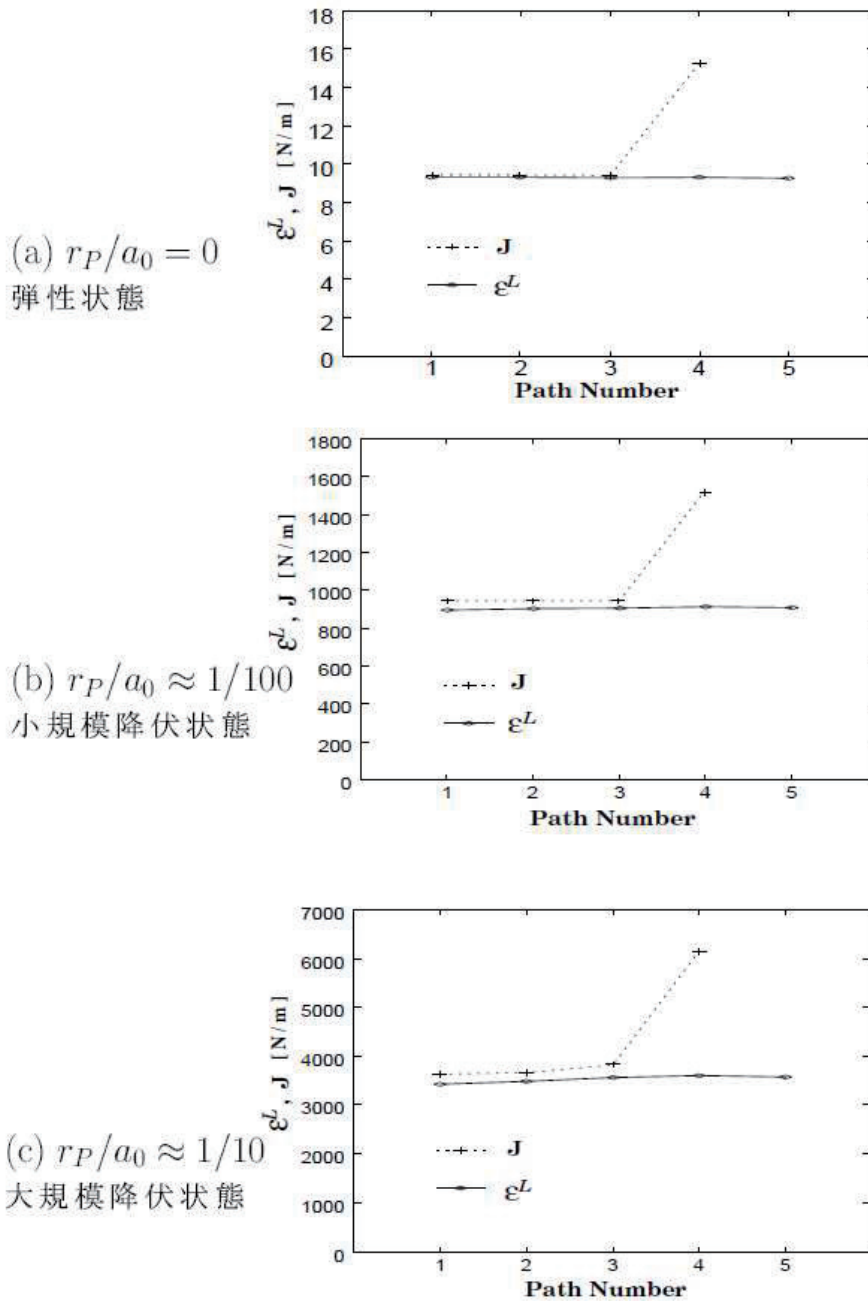 (a) r_P/a_0 = 0
弾性状態
ε^L , J [N/m]
18
16
14
12
10
8
6
4
2
0
J
ε^L
1 2 3 4 5
Path Number
(b) r_P/a_0 ≈ 1/100
小規模降伏状態
ε^L , J [N/m]
1800
1600
1400
1200
1000
800
600
400
200
0
J
ε^L
1 2 3 4 5
Path Number
(c) r_P/a_0 ≈ 1/10
大規模降伏状態
ε^L , J [N/m]
7000
6000
5000
4000
3000
2000
1000
0
J
ε^L
1 2 3 4 5
Path Number